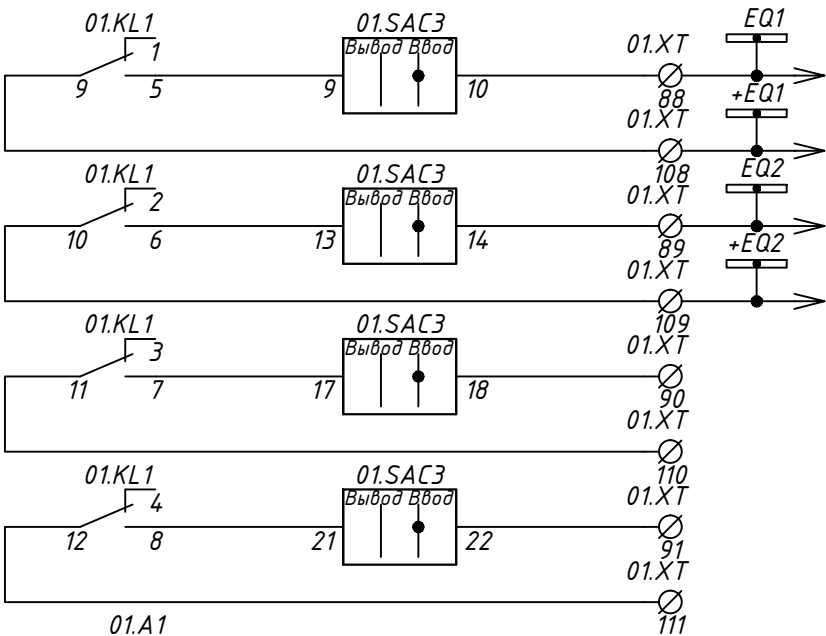 01.KL1 01.SAC3 EQ1
1 Вывод Ввод 01.XT
9 5 9 10 88 +EQ1
01.XT
01.KL1 01.SAC3 108 EQ2
2 Вывод Ввод 01.XT
10 6 13 14 89 +EQ2
01.XT
01.KL1 01.SAC3 109
3 Вывод Ввод 01.XT
11 7 17 18 90
01.XT
01.KL1 01.SAC3 110
4 Вывод Ввод 01.XT
12 8 21 22 91
01.XT
01.A1 111